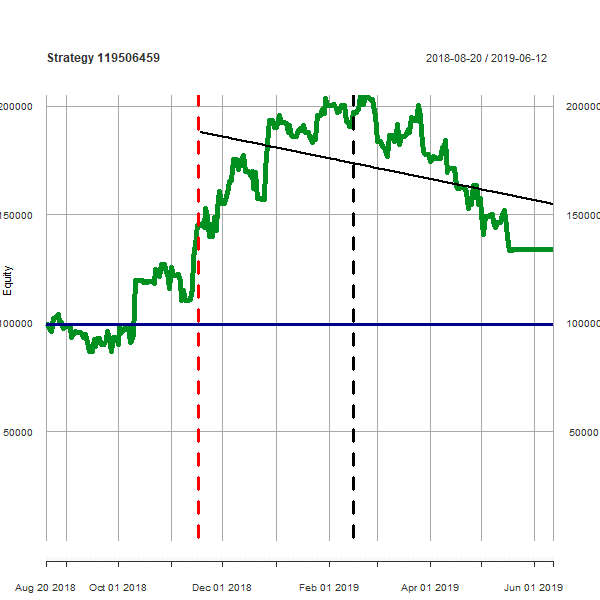 Strategy 119506459
2018-08-20 / 2019-06-12
200000 200000
150000 150000
Equity
100000 100000
50000 50000
Aug 20 2018 Oct 01 2018 Dec 01 2018 Feb 01 2019 Apr 01 2019 Jun 01 2019